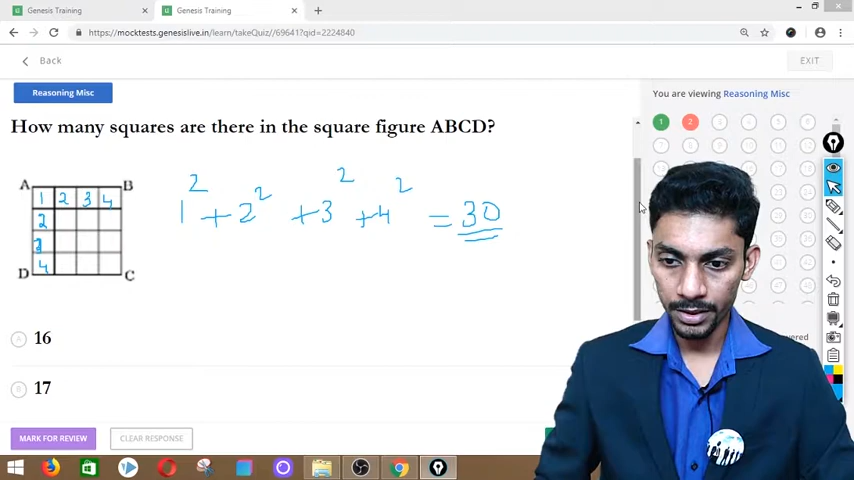 Genesis Training
Genesis Training
https://mocktests.genesislive.in/learn/takeQuiz//69641?qid=2224840
Back
EXIT
Reasoning Misc
You are viewing Reasoning Misc
How many squares are there in the square figure ABCD?
1 2
A B
1 2 3 4
2
3
4
D C
1² + 2² + 3² + 4² = 30
A 16
B 17
MARK FOR REVIEW
CLEAR RESPONSE